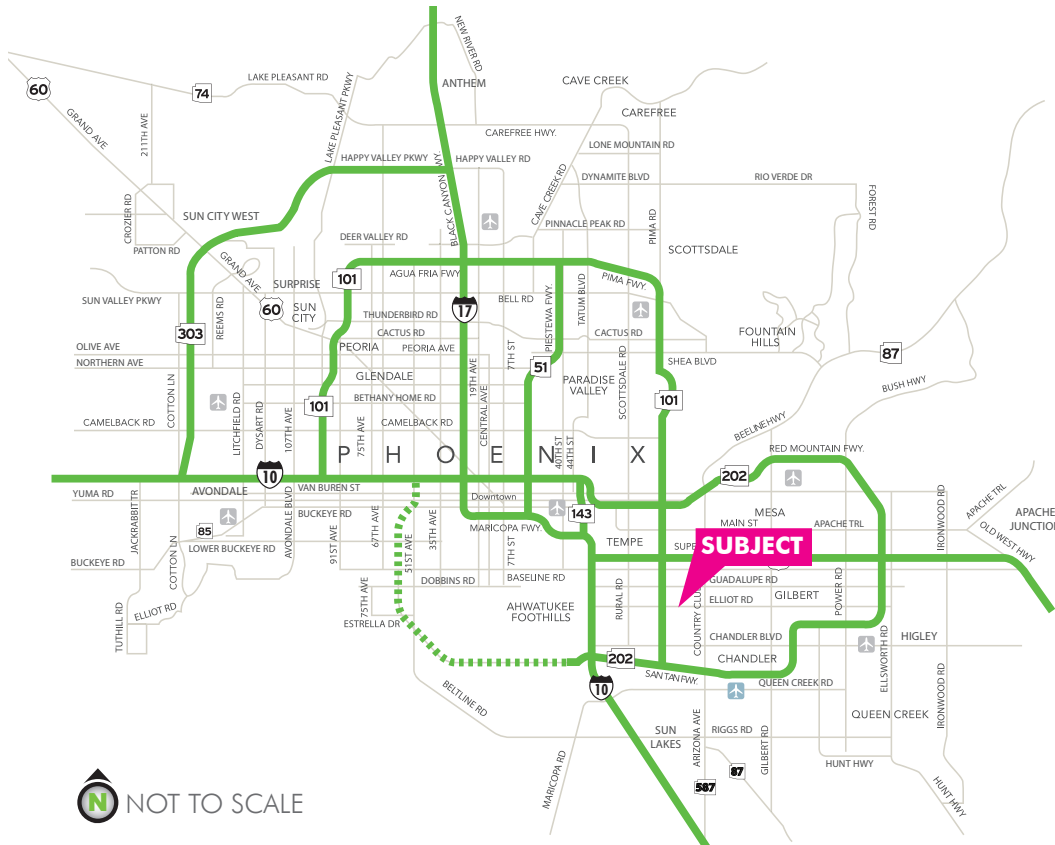 NEW RIVER RD
60
74
LAKE PLEASANT RD
ANTHEM
CAVE CREEK
GRAND AVE
211TH AVE
LAKE PLEASANT PKWY
CAREFREE
CAREFREE HWY.
LONE MOUNTAIN RD
HAPPY VALLEY PKWY
HAPPY VALLEY RD
BLACK CANYON
WY.
CAVE CREEK RD
DYNAMITE BLVD
RIO VERDE DR
FOREST RD
CROZIER RD
SUN CITY WEST
PINNACLE PEAK RD
PIMA RD
DEER VALLEY RD
PATTON RD
SCOTTSDALE
GRAND AVE
SURPRISE
101
AGUA FRIA FWY.
PIMA FWY.
SUN VALLEY PKWY
REEMS RD
60
SUN
CITY
17
BELL RD
PIESTEWA FWY.
TATUM BLVD
THUNDERBIRD RD
303
CACTUS RD
CACTUS RD
FOUNTAIN
HILLS
OLIVE AVE
PEORIA
PEORIA AVE
7TH ST
87
NORTHERN AVE
SHEA BLVD
51
GLENDALE
19TH AVE
PARADISE
VALLEY
SCOTTSDALE RD
BUSH HWY
COTTON LN
LITCHFIELD RD
DYSART RD
107TH AVE
101
BETHANY HOME RD
CENTRAL AVE
101
CAMELBACK RD
75TH AVE
CAMELBACK RD
40TH ST
44TH ST
BEELINE HWY
PHOENIX
RED MOUNTAIN FWY.
10
202
YUMA RD
AVONDALE
VAN BUREN ST
Downtown
JACKRABBIT TR
AVONDALE BLVD
BUCKEYE RD
143
MESA
IRONWOOD RD
APACHE TRL
85
91ST AVE
67TH AVE
51ST AVE
35TH AVE
MARICOPA FWY.
MAIN ST
APACHE TRL
APACHE
JUNCTION
LOWER BUCKEYE RD
7TH ST
TEMPE
SUPE
SUBJECT
OLD WEST HWY
BUCKEYE RD
COTTON LN
DOBBINS RD
BASELINE RD
GUADALUPE RD
TUTHILL RD
ELLIOT RD
75TH AVE
ESTRELLA DR
AHWATUKEE
FOOTHILLS
RURAL RD
COUNTRY CLU
ELLIOT RD
GILBERT
POWER RD
CHANDLER BLVD
HIGLEY
202
CHANDLER
ELLSWORTH RD
SANTAN FWY.
10
QUEEN CREEK RD
IRONWOOD RD
BELTLINE RD
QUEEN CREEK
SUN
LAKES
ARIZONA AVE
RIGGS RD
GILBERT RD
MARICOPA RD
HUNT HWY
87
587
HUNT HWY
N
NOT TO SCALE